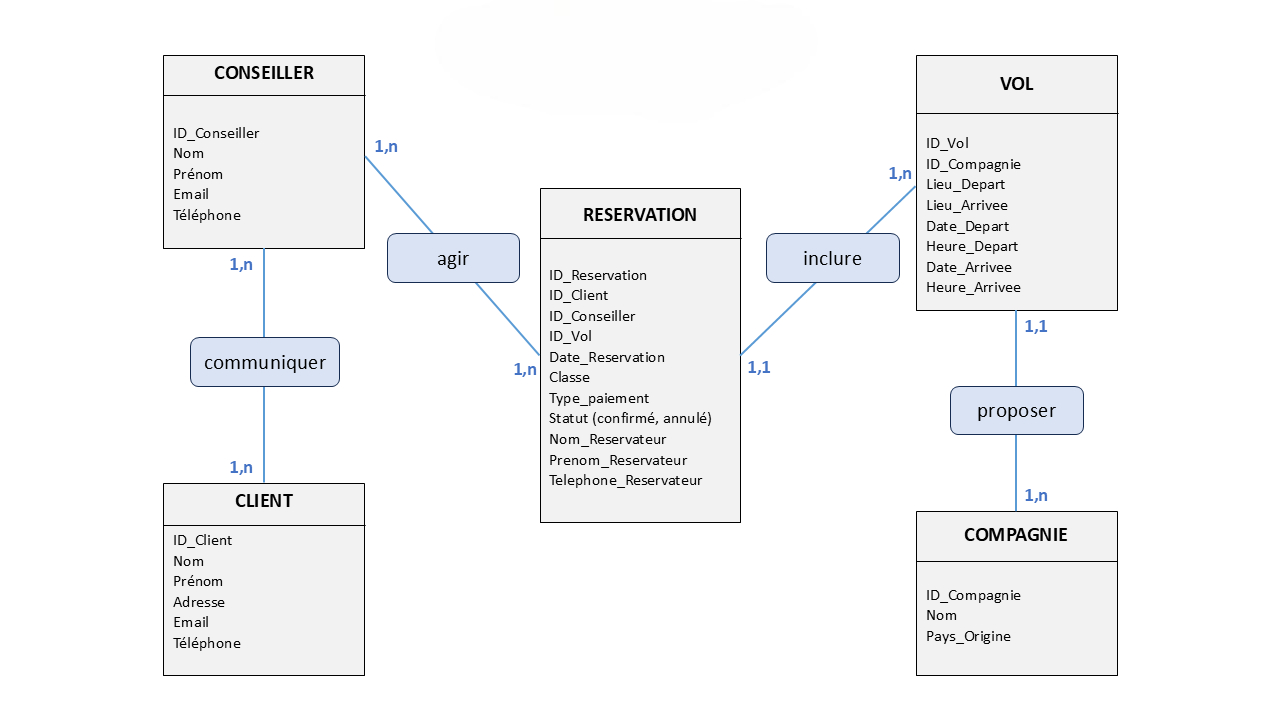 CONSEILLER
ID_Conseiller
Nom
Prénom
Email
Téléphone
1,n
1,n
agir
1,n
communiquer
1,n
CLIENT
ID_Client
Nom
Prénom
Adresse
Email
Téléphone
RESERVATION
ID_Reservation
ID_Client
ID_Conseiller
ID_Vol
Date_Reservation
Classe
Type_paiement
Statut (confirmé, annulé)
Nom_Reservateur
Prenom_Reservateur
Telephone_Reservateur
1,n
inclure
1,1
VOL
ID_Vol
ID_Compagnie
Lieu_Depart
Lieu_Arrivee
Date_Depart
Heure_Depart
Date_Arrivee
Heure_Arrivee
1,1
proposer
1,n
COMPAGNIE
ID_Compagnie
Nom
Pays_Origine